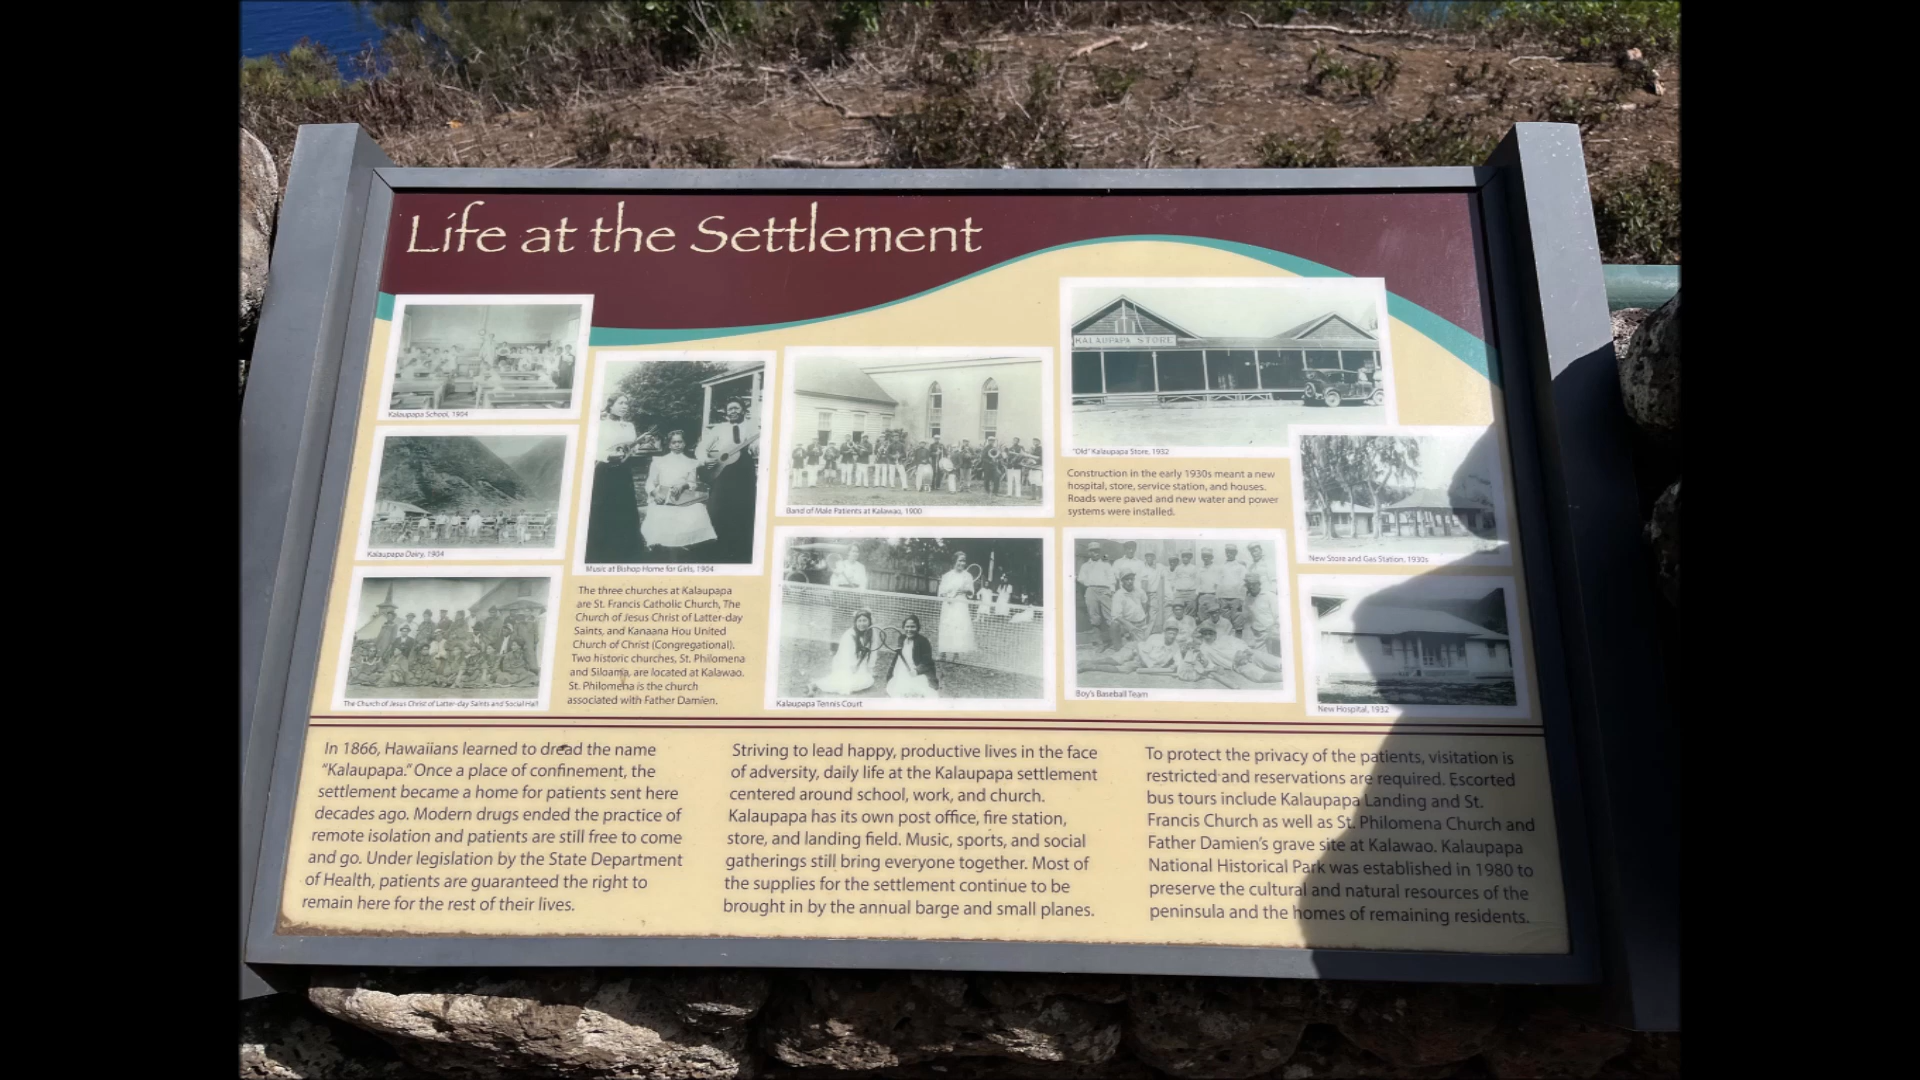 Life at the Settlement
Kalaupapa School, 1904
Kalaupapa Dairy, 1904
The Church of Jesus Christ of Latter-day Saints and Social Hall
Music at Bishop Home for Girls, 1904
The three churches at Kalaupapa
are St. Francis Catholic Church, The
Church of Jesus Christ of Latter-day
Saints, and Kanaana Hou United
Church of Christ (Congregational).
Two historic churches, St. Philomena
and Siloama, are located at Kalawao.
St. Philomena is the church
associated with Father Damien.
Band of Male Patients at Kalawao, 1900
Kalaupapa Tennis Court
KALAUPAPA STORE
"Old" Kalaupapa Store, 1932
Construction in the early 1930s meant a new
hospital, store, service station, and houses.
Roads were paved and new water and power
systems were installed.
Boy's Baseball Team
New Store and Gas Station, 1930s
New Hospital, 1932
In 1866, Hawaiians learned to dread the name
"Kalaupapa." Once a place of confinement, the
settlement became a home for patients sent here
decades ago. Modern drugs ended the practice of
remote isolation and patients are still free to come
and go. Under legislation by the State Department
of Health, patients are guaranteed the right to
remain here for the rest of their lives.
Striving to lead happy, productive lives in the face
of adversity, daily life at the Kalaupapa settlement
centered around school, work, and church.
Kalaupapa has its own post office, fire station,
store, and landing field. Music, sports, and social
gatherings still bring everyone together. Most of
the supplies for the settlement continue to be
brought in by the annual barge and small planes.
To protect the privacy of the patients, visitation is
restricted and reservations are required. Escorted
bus tours include Kalaupapa Landing and St.
Francis Church as well as St. Philomena Church and
Father Damien's grave site at Kalawao. Kalaupapa
National Historical Park was established in 1980 to
preserve the cultural and natural resources of the
peninsula and the homes of remaining residents.